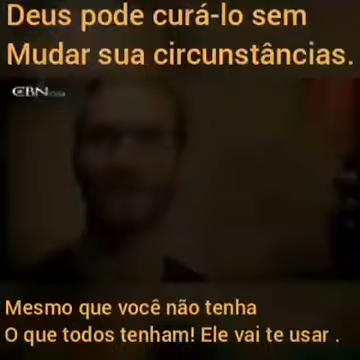 Deus pode curá-lo sem
Mudar sua circunstâncias.
CBN.com
Mesmo que você não tenha
O que todos tenham! Ele vai te usar .